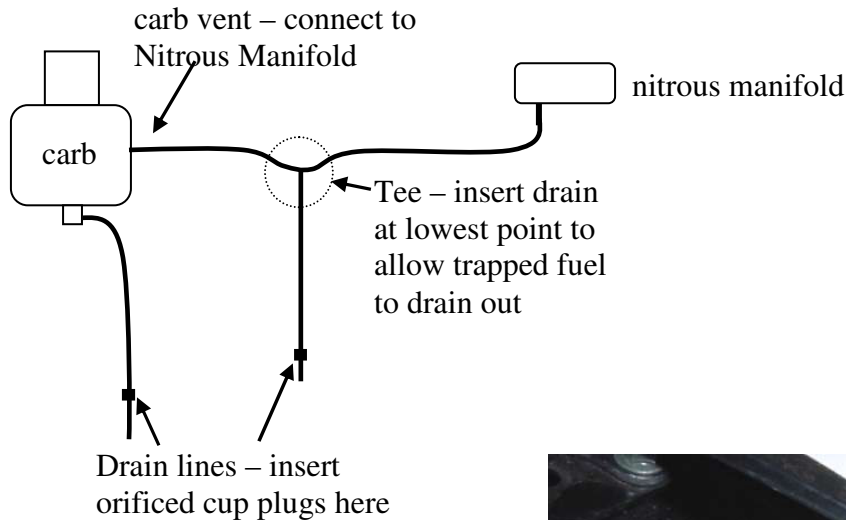 carb vent – connect to
Nitrous Manifold
nitrous manifold
carb
Tee – insert drain
at lowest point to
allow trapped fuel
to drain out
Drain lines – insert
orificed cup plugs here